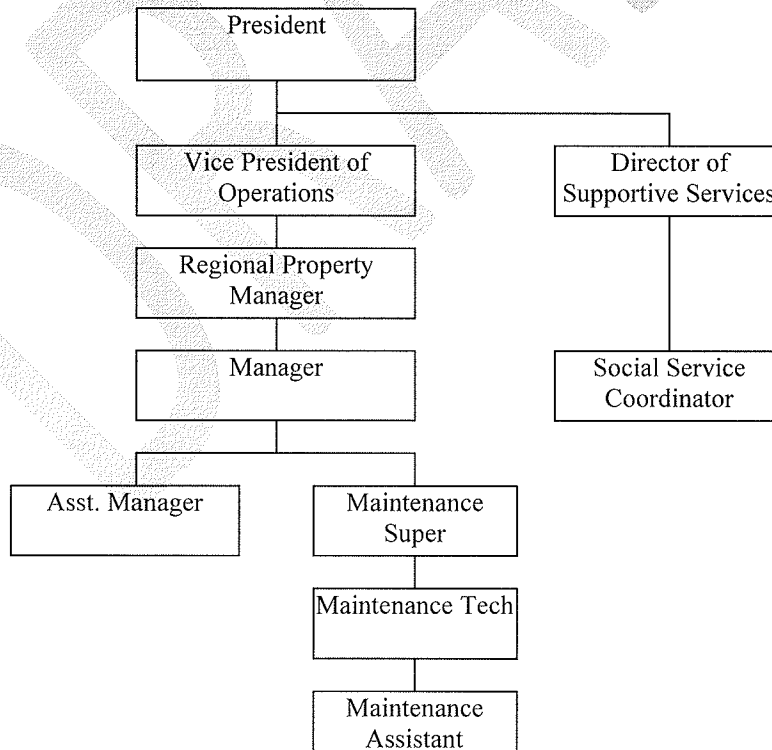 President
Vice President of
Operations
Director of
Supportive Services
Regional Property
Manager
Manager
Social Service
Coordinator
Asst. Manager
Maintenance
Super
Maintenance Tech
Maintenance
Assistant